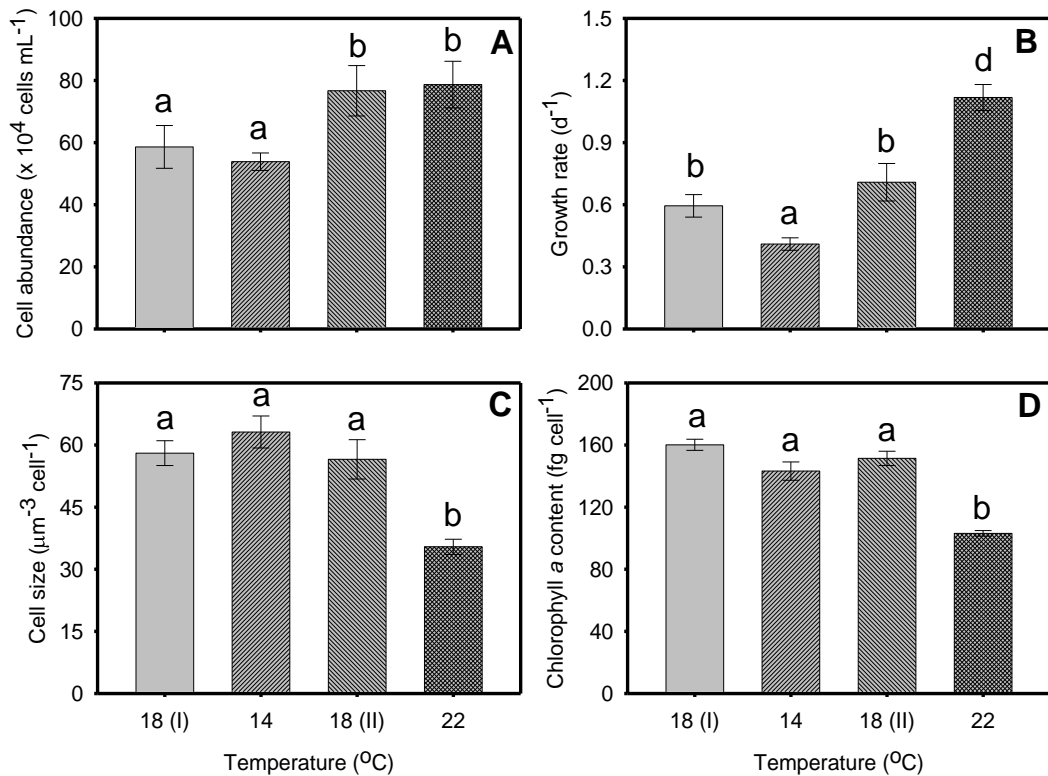 Cell abundance (x 10⁴ cells mL⁻¹)
100
80
60
40
20
0
A
a
a
b
b
Growth rate (d⁻¹)
1.5
1.2
0.9
0.6
0.3
0.0
B
b
a
b
d
Cell size (μm⁻³ cell⁻¹)
75
60
45
30
15
0
C
a
a
a
b
18 (I) 14 18 (II) 22
Temperature (ºC)
Chlorophyll a content (fg cell⁻¹)
200
160
120
80
40
0
D
a
a
a
b
18 (I) 14 18 (II) 22
Temperature (ºC)